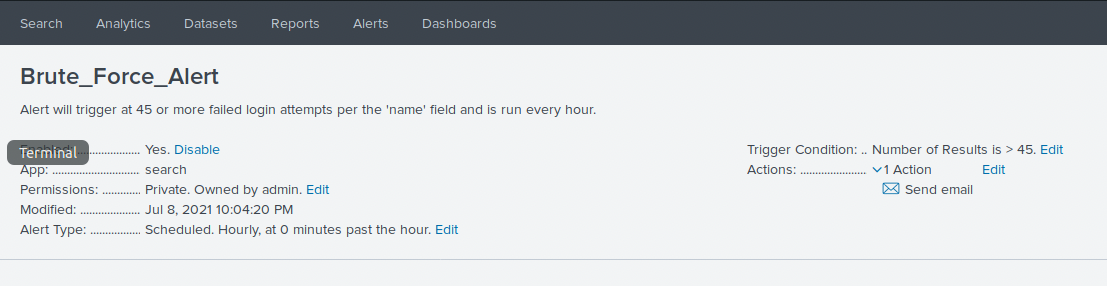 Search Analytics Datasets Reports Alerts Dashboards
Brute_Force_Alert
Alert will trigger at 45 or more failed login attempts per the 'name' field and is run every hour.
Terminal
Enabled: .................... Yes. Disable
App: ............................. search
Permissions: ............. Private. Owned by admin. Edit
Modified: .................... Jul 8, 2021 10:04:20 PM
Alert Type: ................. Scheduled. Hourly, at 0 minutes past the hour. Edit
Trigger Condition: .. Number of Results is > 45. Edit
Actions: ...................... 1 Action Edit
Send email